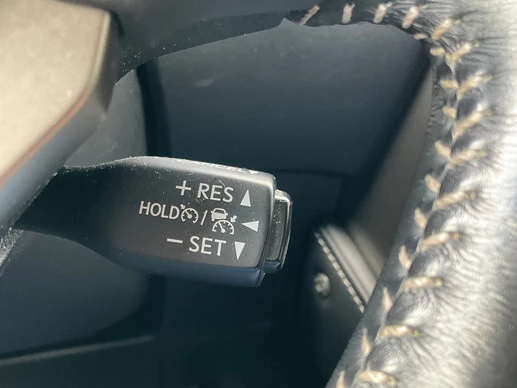 + RES ▲
HOLD / ◀
− SET ▼